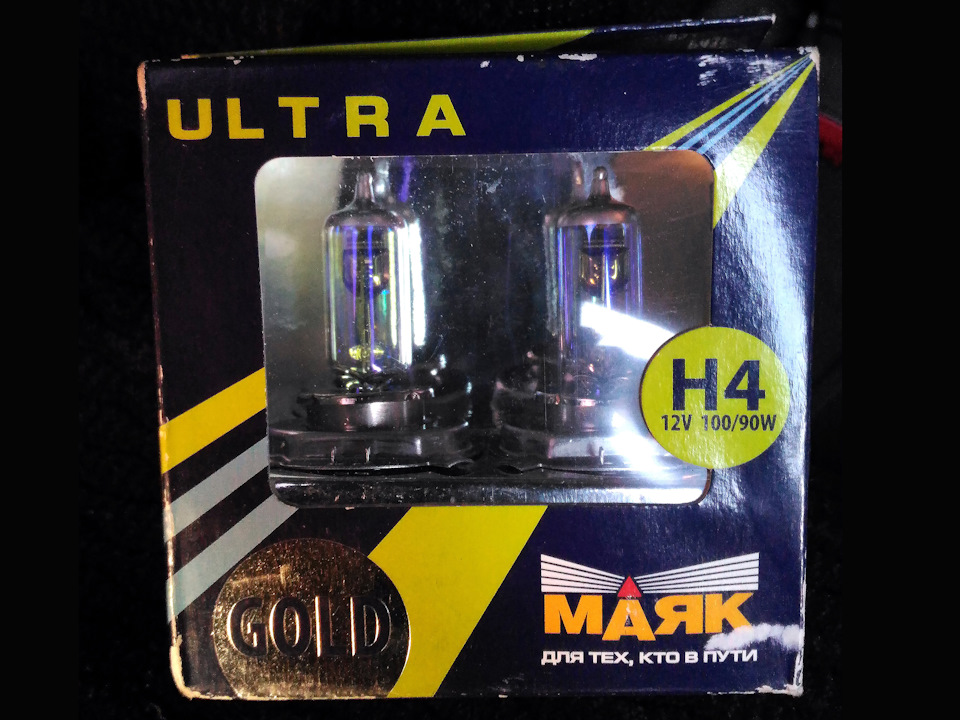 ULTRA
H4
12V 100/90W
GOLD
МАЯК
ДЛЯ ТЕХ, КТО В ПУТИ